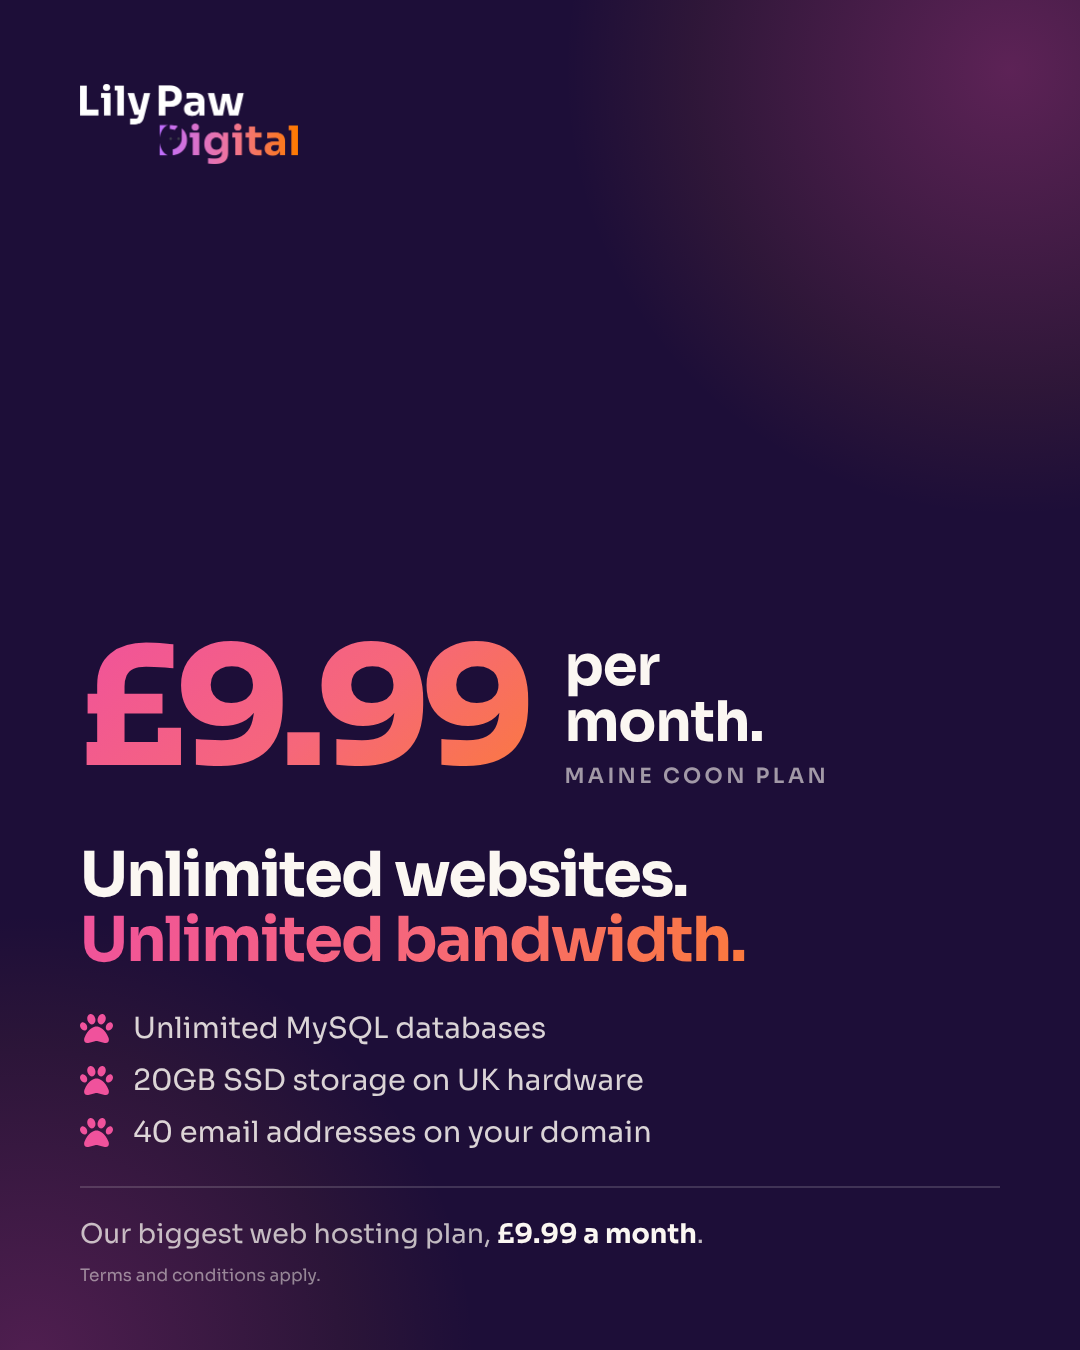 Lily Paw
Digital
£9.99
per
month.
MAINE COON PLAN
Unlimited websites.
Unlimited bandwidth.
Unlimited MySQL databases
20GB SSD storage on UK hardware
40 email addresses on your domain
Our biggest web hosting plan, £9.99 a month.
Terms and conditions apply.